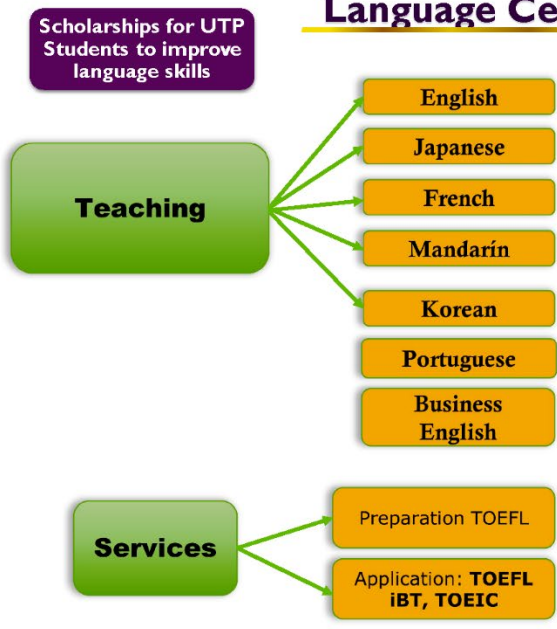 Language Ce
Scholarships for UTP
Students to improve
language skills
Teaching
English
Japanese
French
Mandarín
Korean
Portuguese
Business
English
Services
Preparation TOEFL
Application: TOEFL
iBT, TOEIC